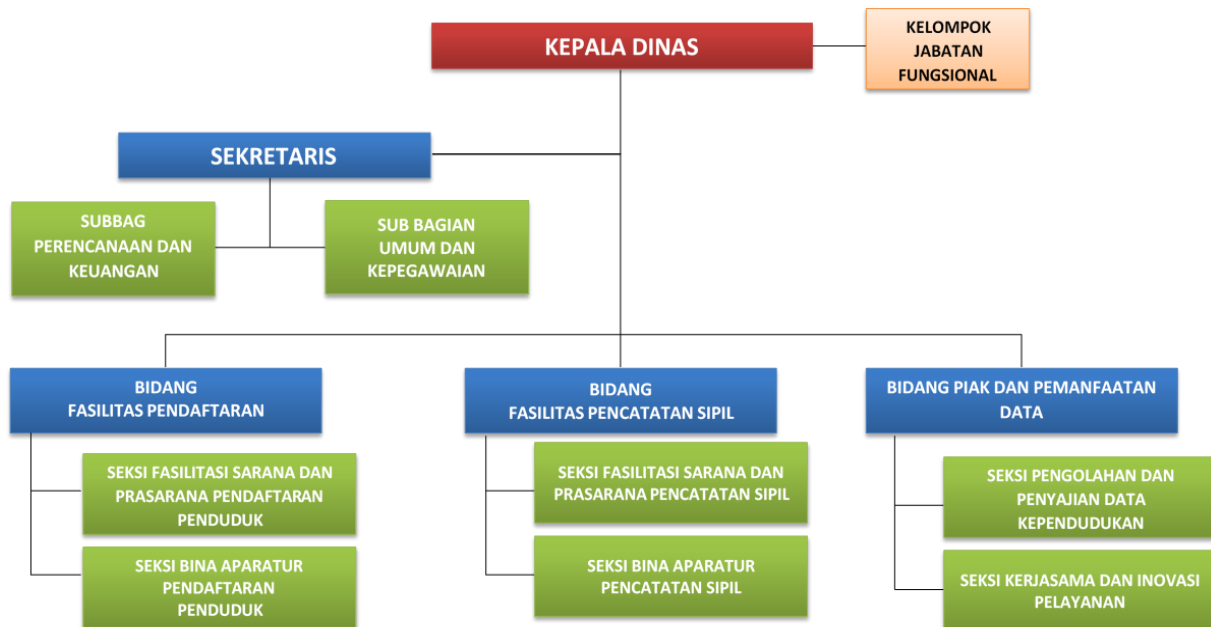 KEPALA DINAS
KELOMPOK
JABATAN
FUNGSIONAL
SEKRETARIS
SUBBAG
PERENCANAAN DAN
KEUANGAN
SUB BAGIAN
UMUM DAN
KEPEGAWAIAN
BIDANG
FASILITAS PENDAFTARAN
SEKSI FASILITASI SARANA DAN
PRASARANA PENDAFTARAN
PENDUDUK
SEKSI BINA APARATUR
PENDAFTARAN
PENDUDUK
BIDANG
FASILITAS PENCATATAN SIPIL
SEKSI FASILITASI SARANA DAN
PRASARANA PENCATATAN SIPIL
SEKSI BINA APARATUR
PENCATATAN SIPIL
BIDANG PIAK DAN PEMANFAATAN
DATA
SEKSI PENGOLAHAN DAN
PENYAJIAN DATA
KEPENDUDUKAN
SEKSI KERJASAMA DAN INOVASI
PELAYANAN